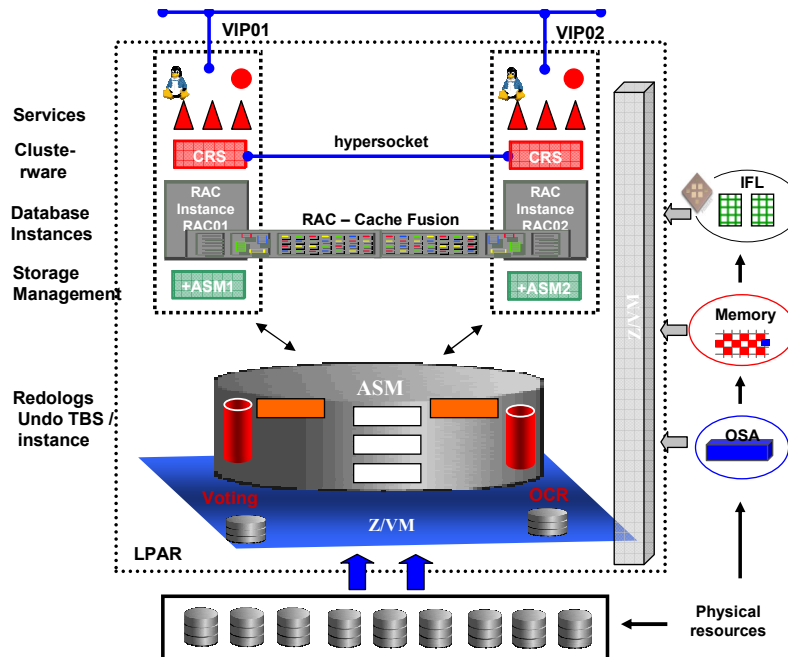 VIP01
VIP02
Services
hypersocket
Cluste-
rware
CRS
CRS
IFL
RAC
Instance
RAC01
RAC
Instance
RAC02
Database
Instances
RAC – Cache Fusion
Storage
Management
+ASM1
+ASM2
Z/VM
Memory
ASM
Redologs
Undo TBS /
instance
OSA
Voting
OCR
Z/VM
LPAR
Physical
resources